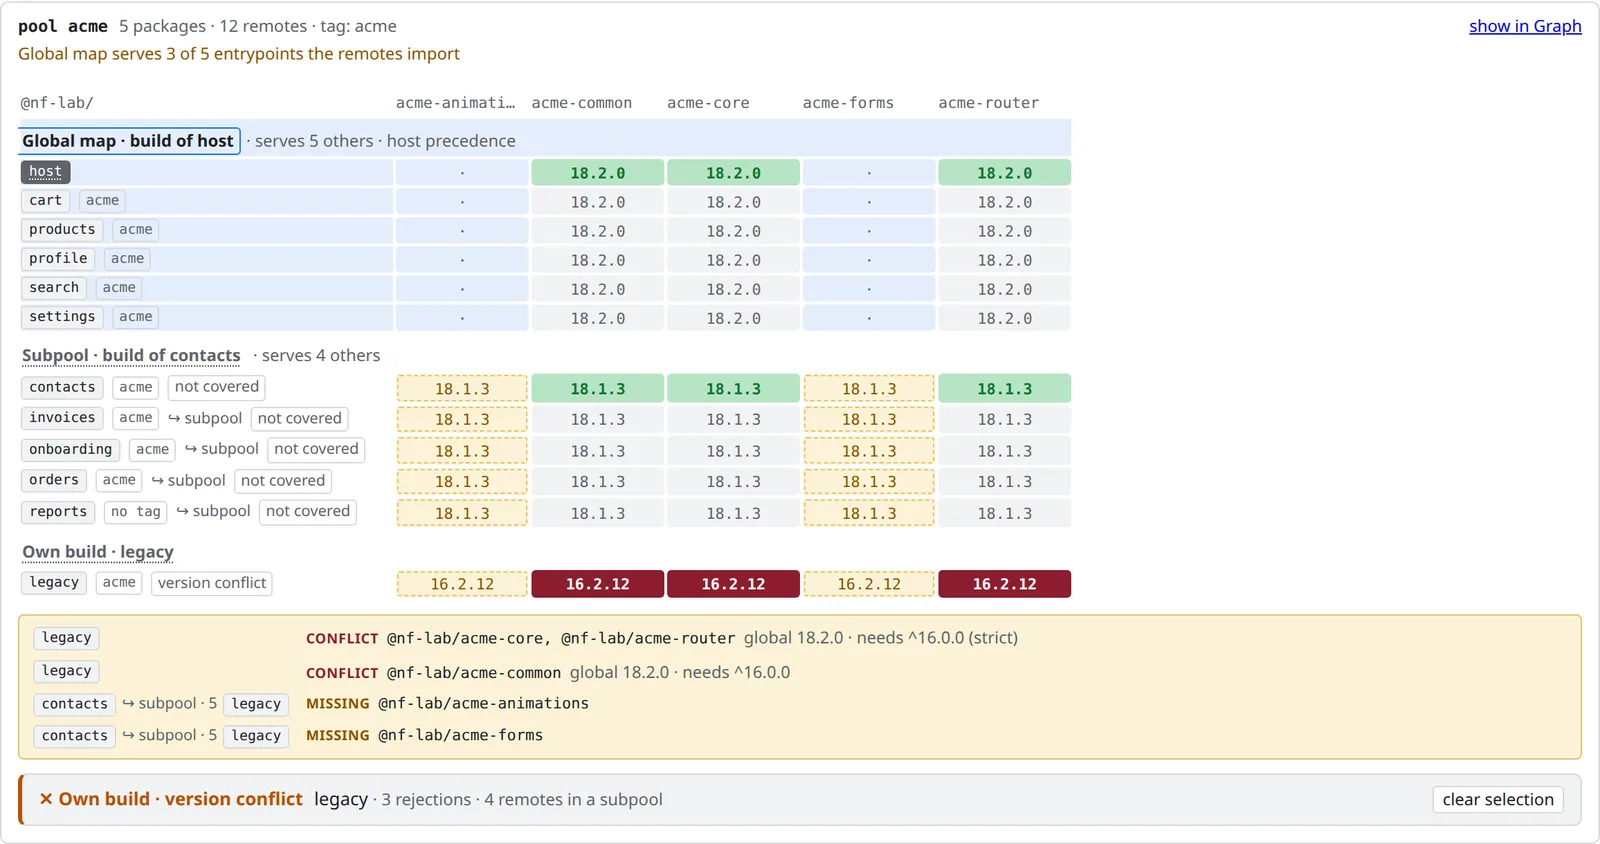 pool acme 5 packages · 12 remotes · tag: acme show in Graph
Global map serves 3 of 5 entrypoints the remotes import
@nf-lab/ acme-animati… acme-common acme-core acme-forms acme-router
Global map · build of host · serves 5 others · host precedence
host · 18.2.0 18.2.0 · 18.2.0
cart acme · 18.2.0 18.2.0 · 18.2.0
products acme · 18.2.0 18.2.0 · 18.2.0
profile acme · 18.2.0 18.2.0 · 18.2.0
search acme · 18.2.0 18.2.0 · 18.2.0
settings acme · 18.2.0 18.2.0 · 18.2.0
Subpool · build of contacts · serves 4 others
contacts acme not covered 18.1.3 18.1.3 18.1.3 18.1.3 18.1.3
invoices acme ↪ subpool not covered 18.1.3 18.1.3 18.1.3 18.1.3 18.1.3
onboarding acme ↪ subpool not covered 18.1.3 18.1.3 18.1.3 18.1.3 18.1.3
orders acme ↪ subpool not covered 18.1.3 18.1.3 18.1.3 18.1.3 18.1.3
reports no tag ↪ subpool not covered 18.1.3 18.1.3 18.1.3 18.1.3 18.1.3
Own build · legacy
legacy acme version conflict 16.2.12 16.2.12 16.2.12 16.2.12 16.2.12
legacy CONFLICT @nf-lab/acme-core, @nf-lab/acme-router global 18.2.0 · needs ^16.0.0 (strict)
legacy CONFLICT @nf-lab/acme-common global 18.2.0 · needs ^16.0.0
contacts ↪ subpool · 5 legacy MISSING @nf-lab/acme-animations
contacts ↪ subpool · 5 legacy MISSING @nf-lab/acme-forms
✕ Own build · version conflict legacy · 3 rejections · 4 remotes in a subpool clear selection